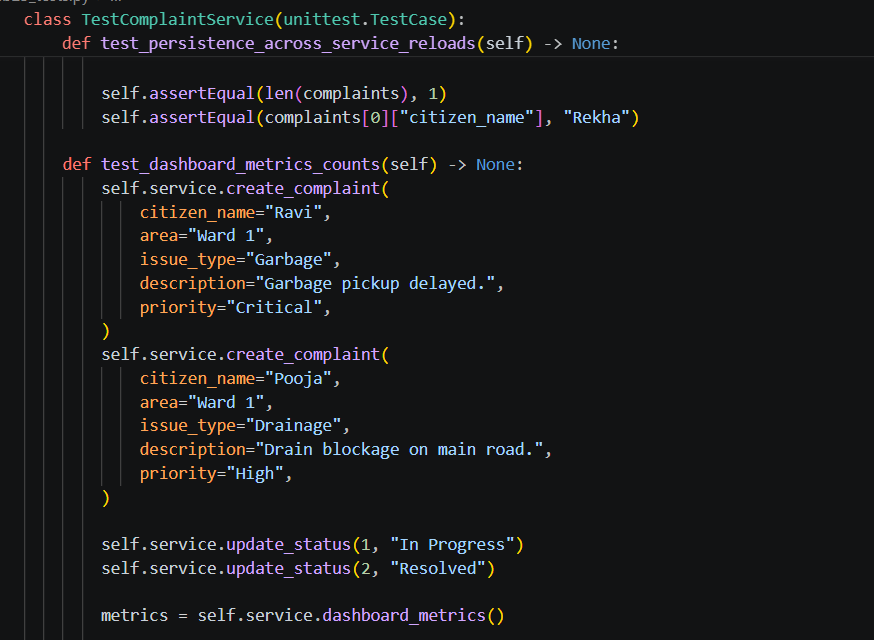 class TestComplaintService(unittest.TestCase):
    def test_persistence_across_service_reloads(self) -> None:
        self.assertEqual(len(complaints), 1)
        self.assertEqual(complaints[0]["citizen_name"], "Rekha")

    def test_dashboard_metrics_counts(self) -> None:
        self.service.create_complaint(
            citizen_name="Ravi",
            area="Ward 1",
            issue_type="Garbage",
            description="Garbage pickup delayed.",
            priority="Critical",
        )
        self.service.create_complaint(
            citizen_name="Pooja",
            area="Ward 1",
            issue_type="Drainage",
            description="Drain blockage on main road.",
            priority="High",
        )

        self.service.update_status(1, "In Progress")
        self.service.update_status(2, "Resolved")

        metrics = self.service.dashboard_metrics()